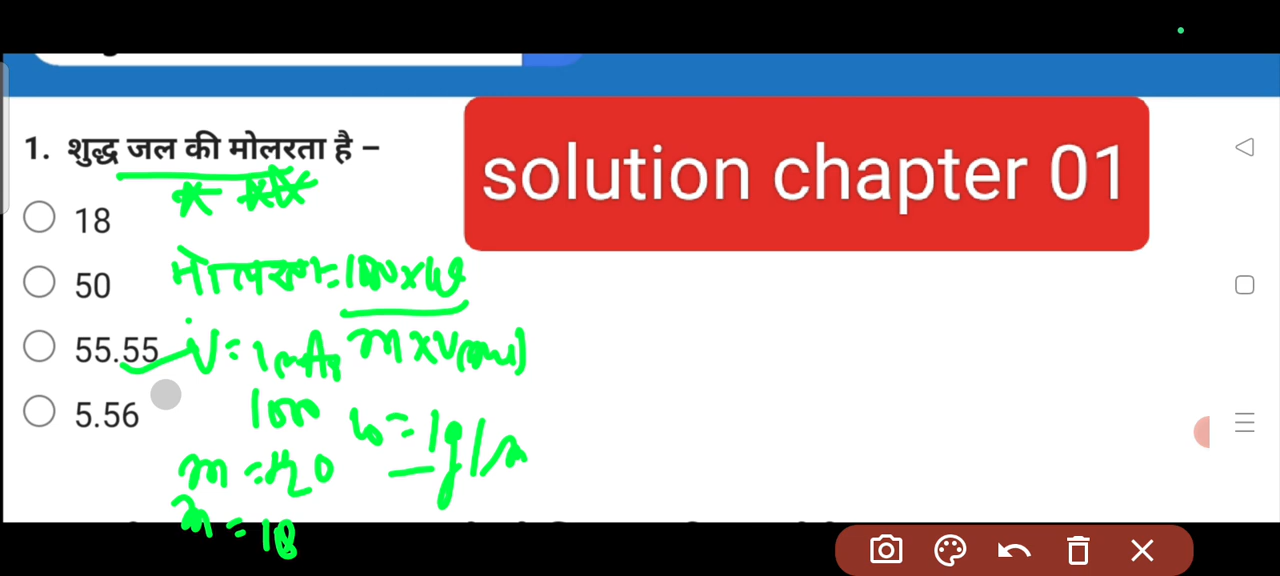 1. शुद्ध जल की मोलरता है –
solution chapter 01
18
50
55.55
5.56
m = H2O
m = 18